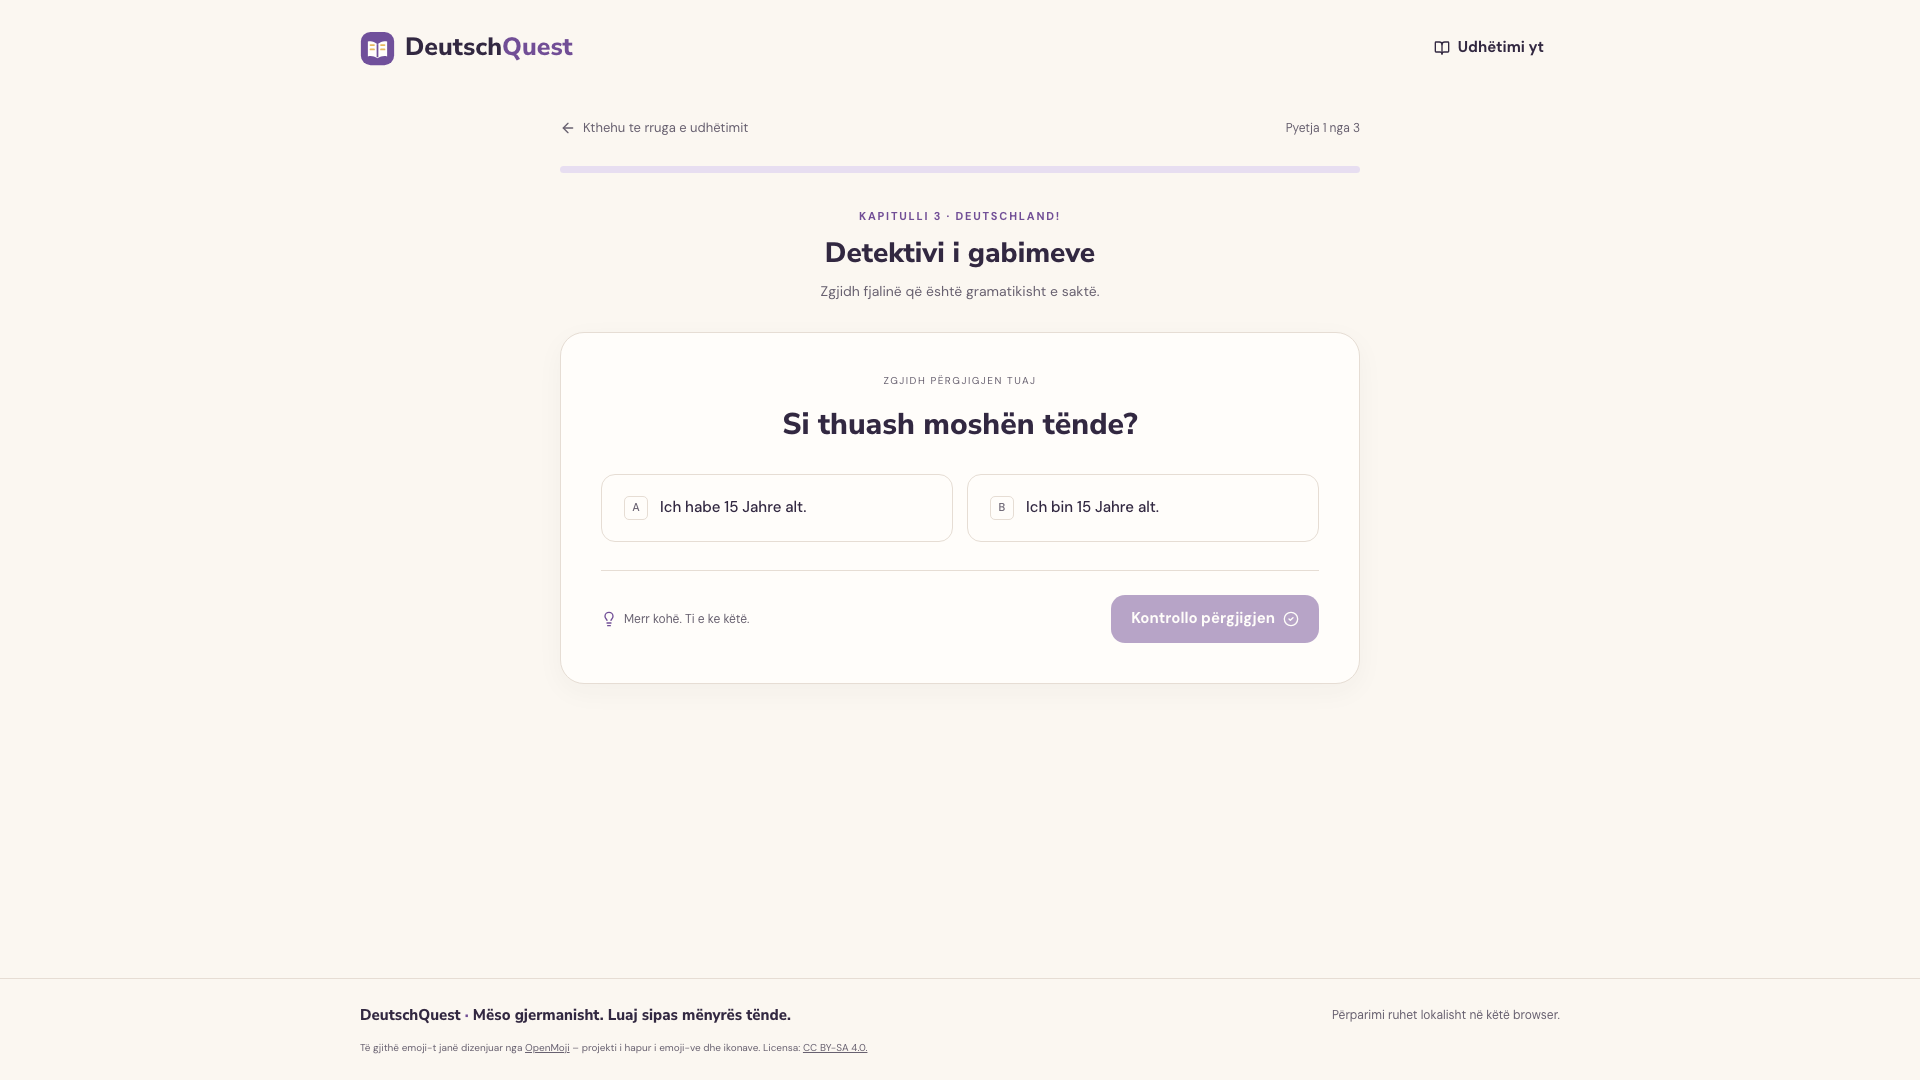 DeutschQuest
Udhëtimi yt
Kthehu te rruga e udhëtimit
Pyetja 1 nga 3
KAPITULLI 3 · DEUTSCHLAND!
Detektivi i gabimeve
Zgjidh fjalinë që është gramatikisht e saktë.
ZGJIDH PËRGJIGJEN TUAJ
Si thuash moshën tënde?
A Ich habe 15 Jahre alt.
B Ich bin 15 Jahre alt.
Merr kohë. Ti e ke këtë.
Kontrollo përgjigjen
DeutschQuest · Mëso gjermanisht. Luaj sipas mënyrës tënde.
Përparimi ruhet lokalisht në këtë browser.
Të gjithë emoji-t janë dizenjuar nga OpenMoji – projekti i hapur i emoji-ve dhe ikonave. Licensa: CC BY-SA 4.0.